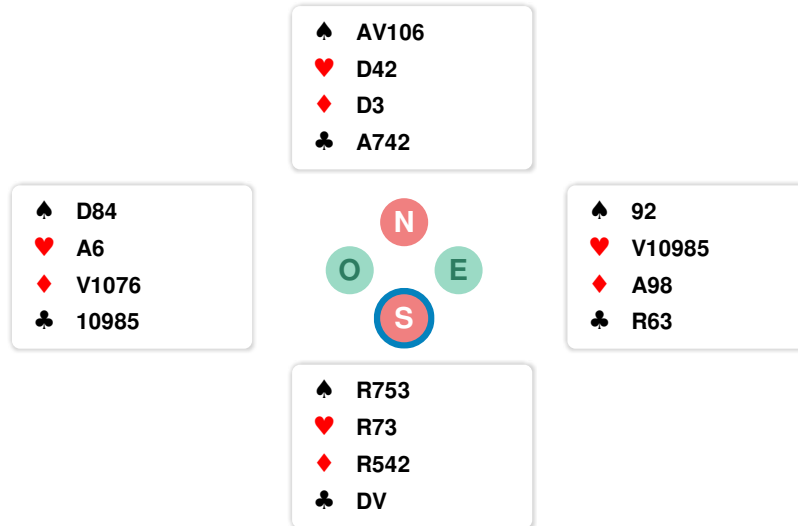 ♠ AV106
♥ D42
♦ D3
♣ A742
♠ D84
♥ A6
♦ V1076
♣ 10985
N
O E
S
♠ 92
♥ V10985
♦ A98
♣ R63
♠ R753
♥ R73
♦ R542
♣ DV